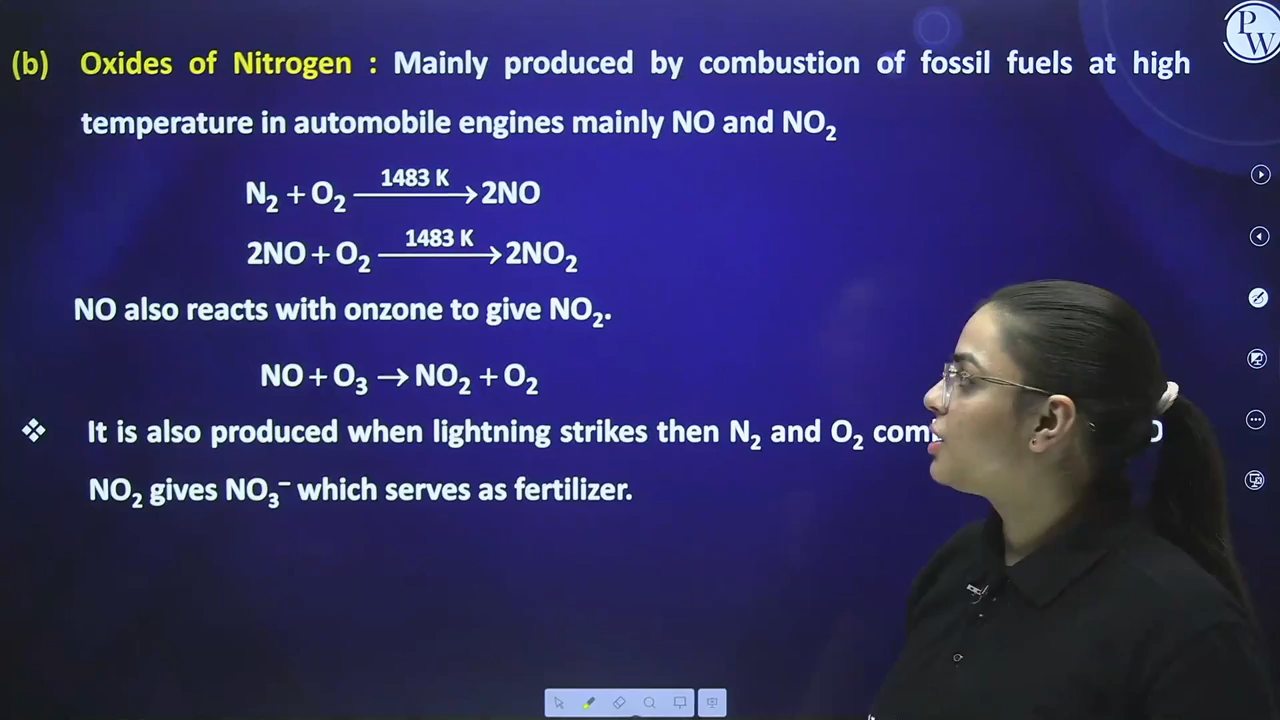 PW
(b) Oxides of Nitrogen : Mainly produced by combustion of fossil fuels at high
temperature in automobile engines mainly NO and NO₂
N₂ + O₂ —1483 K→ 2NO
2NO + O₂ —1483 K→ 2NO₂
NO also reacts with onzone to give NO₂.
NO + O₃ → NO₂ + O₂
❖ It is also produced when lightning strikes then N₂ and O₂
NO₂ gives NO₃⁻ which serves as fertilizer.